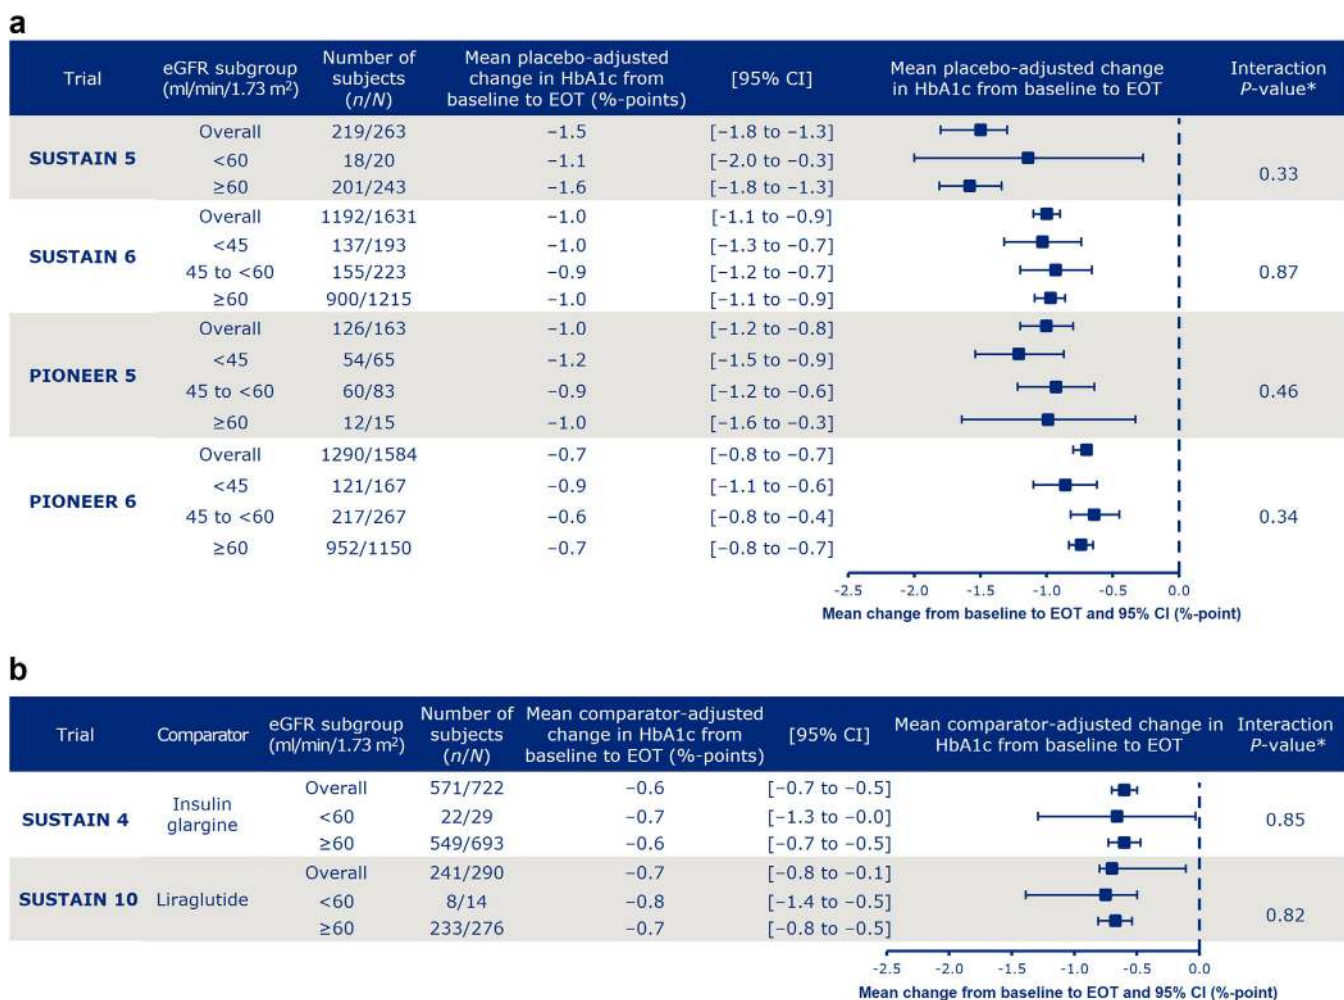 a
Trial eGFR subgroup (ml/min/1.73 m²) Number of subjects (n/N) Mean placebo-adjusted change in HbA1c from baseline to EOT (%-points) [95% CI] Mean placebo-adjusted change in HbA1c from baseline to EOT Interaction P-value*
SUSTAIN 5
Overall 219/263 −1.5 [−1.8 to −1.3]
<60 18/20 −1.1 [−2.0 to −0.3]
≥60 201/243 −1.6 [−1.8 to −1.3]
0.33
SUSTAIN 6
Overall 1192/1631 −1.0 [-1.1 to −0.9]
<45 137/193 −1.0 [−1.3 to −0.7]
45 to <60 155/223 −0.9 [−1.2 to −0.7]
≥60 900/1215 −1.0 [−1.1 to −0.9]
0.87
PIONEER 5
Overall 126/163 −1.0 [−1.2 to −0.8]
<45 54/65 −1.2 [−1.5 to −0.9]
45 to <60 60/83 −0.9 [−1.2 to −0.6]
≥60 12/15 −1.0 [−1.6 to −0.3]
0.46
PIONEER 6
Overall 1290/1584 −0.7 [−0.8 to −0.7]
<45 121/167 −0.9 [−1.1 to −0.6]
45 to <60 217/267 −0.6 [−0.8 to −0.4]
≥60 952/1150 −0.7 [−0.8 to −0.7]
0.34
-2.5 -2.0 -1.5 -1.0 -0.5 0.0
Mean change from baseline to EOT and 95% CI (%-point)
b
Trial Comparator eGFR subgroup (ml/min/1.73 m²) Number of subjects (n/N) Mean comparator-adjusted change in HbA1c from baseline to EOT (%-points) [95% CI] Mean comparator-adjusted change in HbA1c from baseline to EOT Interaction P-value*
SUSTAIN 4 Insulin glargine
Overall 571/722 −0.6 [−0.7 to −0.5]
<60 22/29 −0.7 [−1.3 to −0.0]
≥60 549/693 −0.6 [−0.7 to −0.5]
0.85
SUSTAIN 10 Liraglutide
Overall 241/290 −0.7 [−0.8 to −0.1]
<60 8/14 −0.8 [−1.4 to −0.5]
≥60 233/276 −0.7 [−0.8 to −0.5]
0.82
-2.5 -2.0 -1.5 -1.0 -0.5 0.0
Mean change from baseline to EOT and 95% CI (%-point)